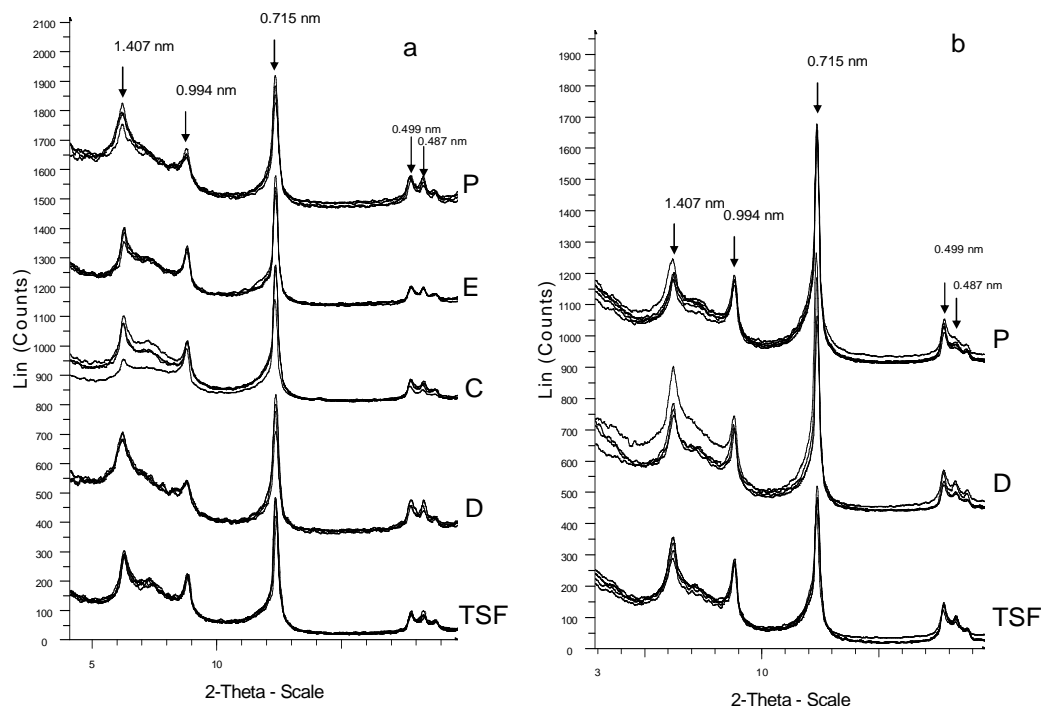 a
0.715 nm
1.407 nm
0.994 nm
0.499 nm
0.487 nm
P
E
C
D
TSF
Lin (Counts)
2100
2000
1900
1800
1700
1600
1500
1400
1300
1200
1100
1000
900
800
700
600
500
400
300
200
100
0
5
10
2-Theta - Scale
b
0.715 nm
1.407 nm
0.994 nm
0.499 nm
0.487 nm
P
D
TSF
Lin (Counts)
1900
1800
1700
1600
1500
1400
1300
1200
1100
1000
900
800
700
600
500
400
300
200
100
0
3
10
2-Theta - Scale